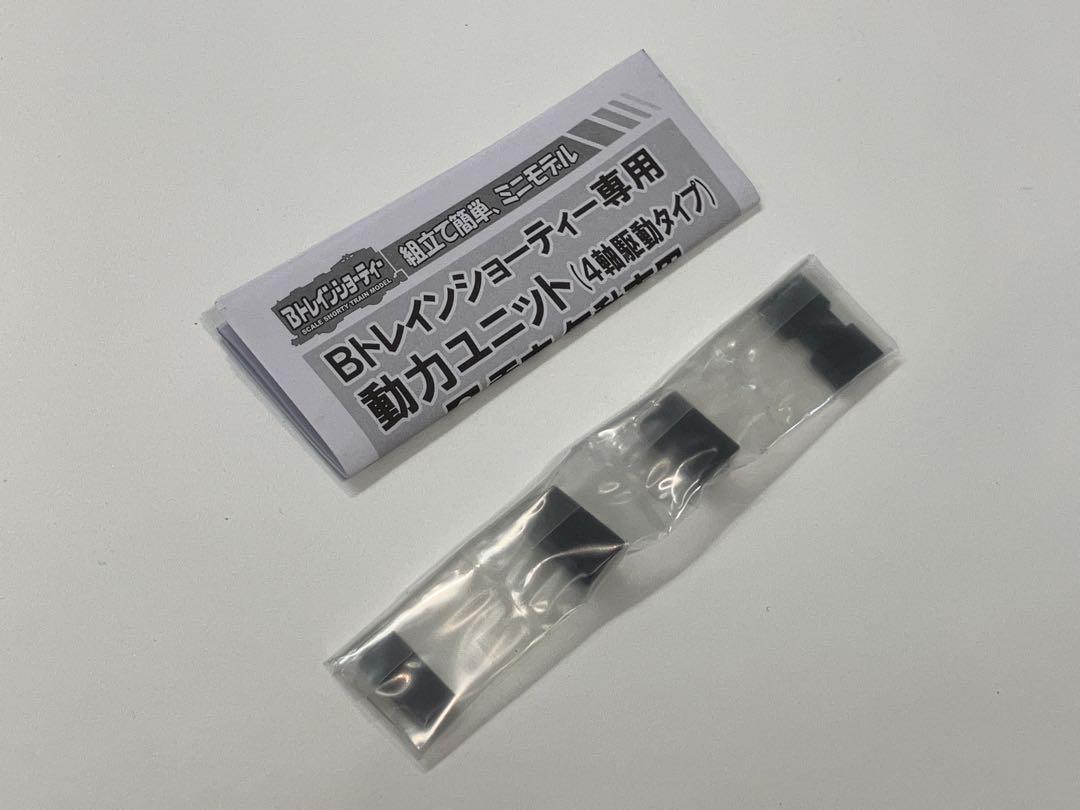 Bトレインショーティー
SCALE SHORTY TRAIN MODEL
組立て簡単、ミニモデル
Bトレインショーティー専用
動力ユニット(4軸駆動タイプ)